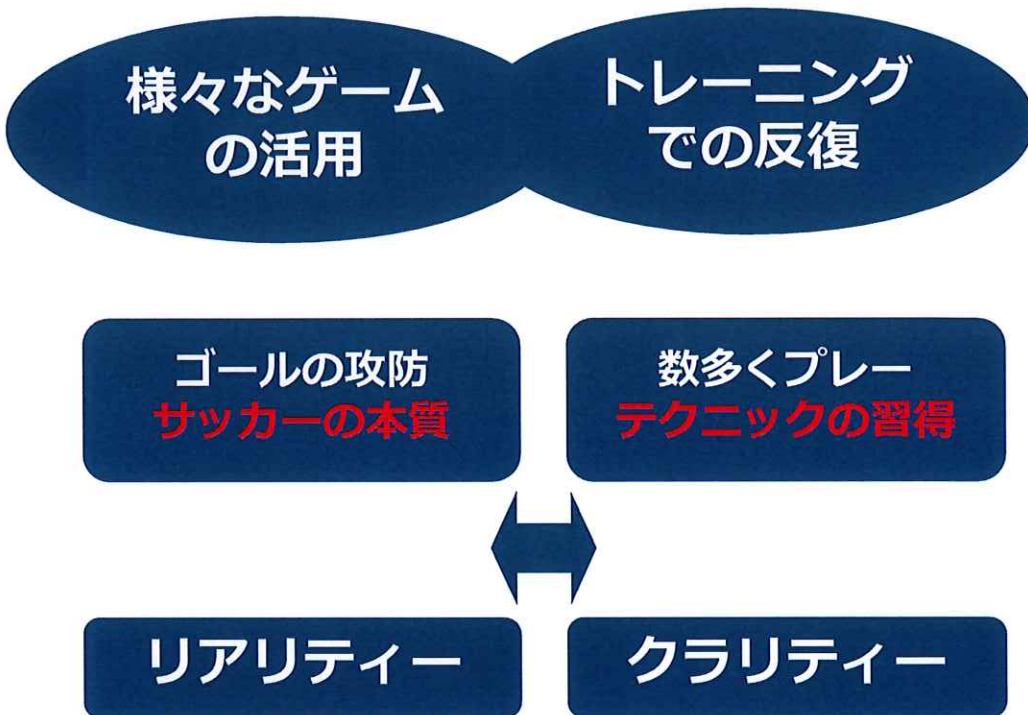 様々なゲーム
の活用
トレーニング
での反復
ゴールの攻防
サッカーの本質
数多くプレー
テクニックの習得
リアリティー
クラリティー